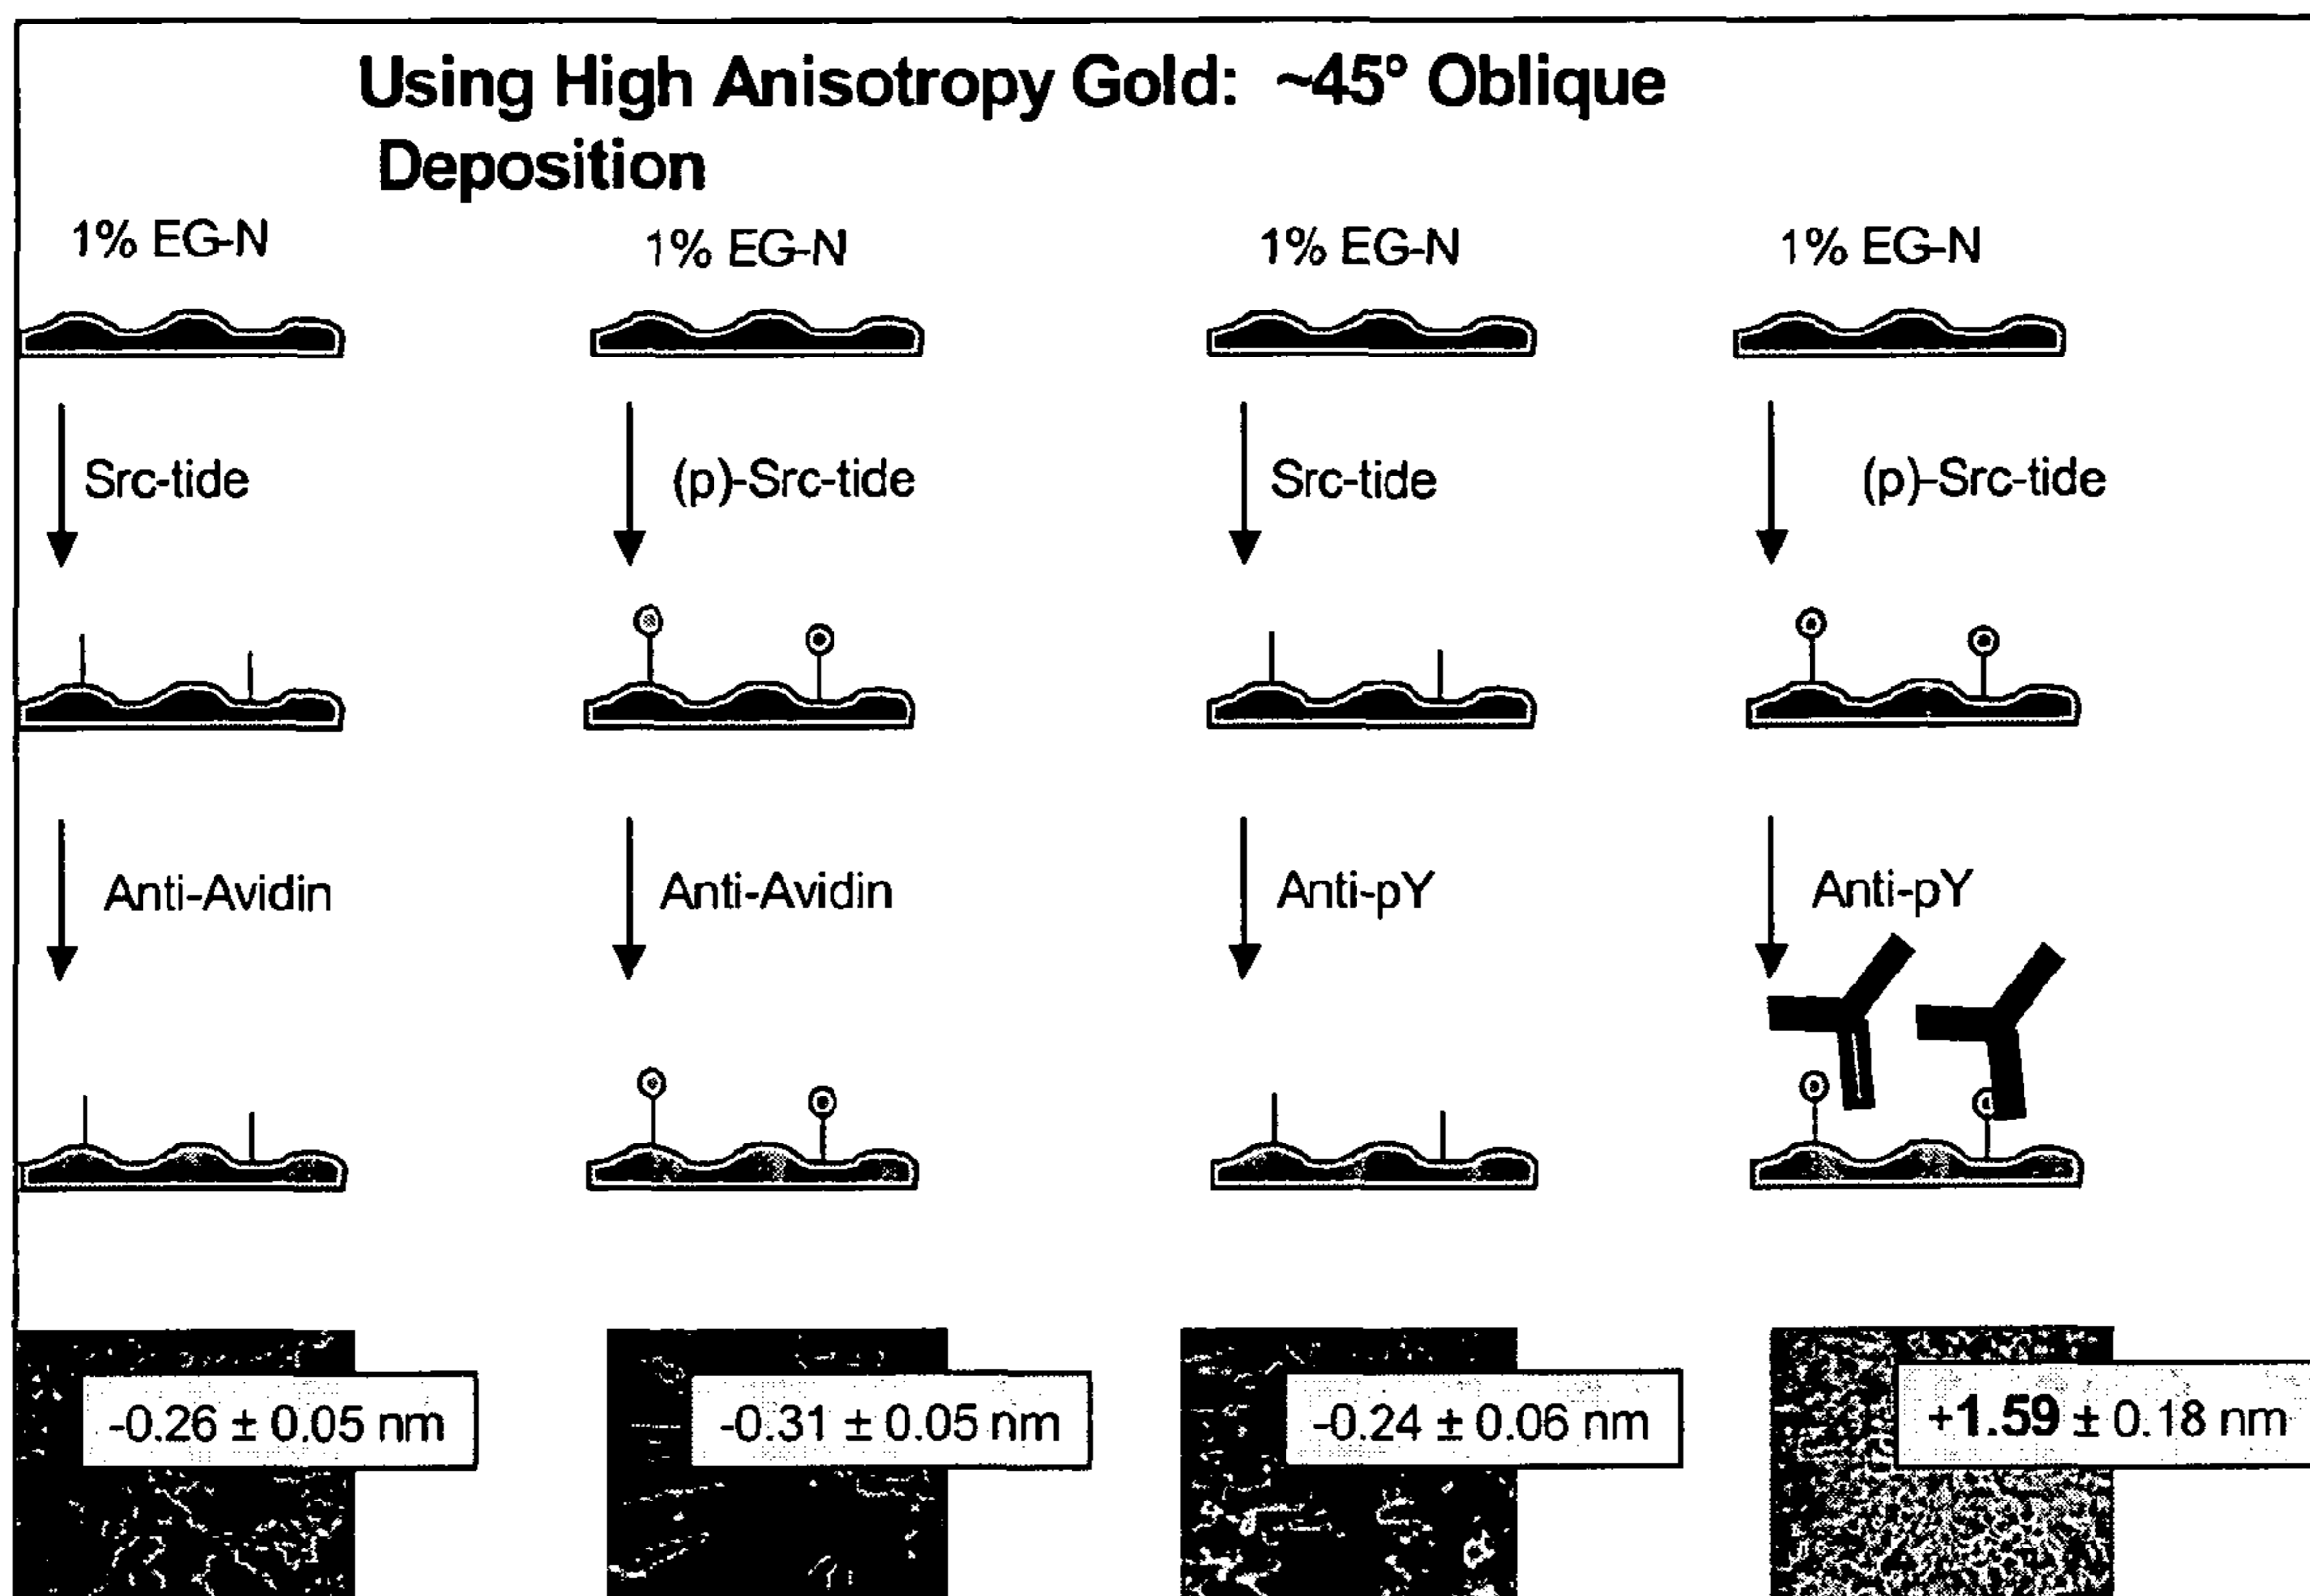 Using High Anisotropy Gold: ~45° Oblique
Deposition
1% EG-N
1% EG-N
1% EG-N
1% EG-N
Src-tide
(p)-Src-tide
Src-tide
(p)-Src-tide
Anti-Avidin
Anti-Avidin
Anti-pY
Anti-pY
-0.26 ± 0.05 nm
-0.31 ± 0.05 nm
-0.24 ± 0.06 nm
+1.59 ± 0.18 nm